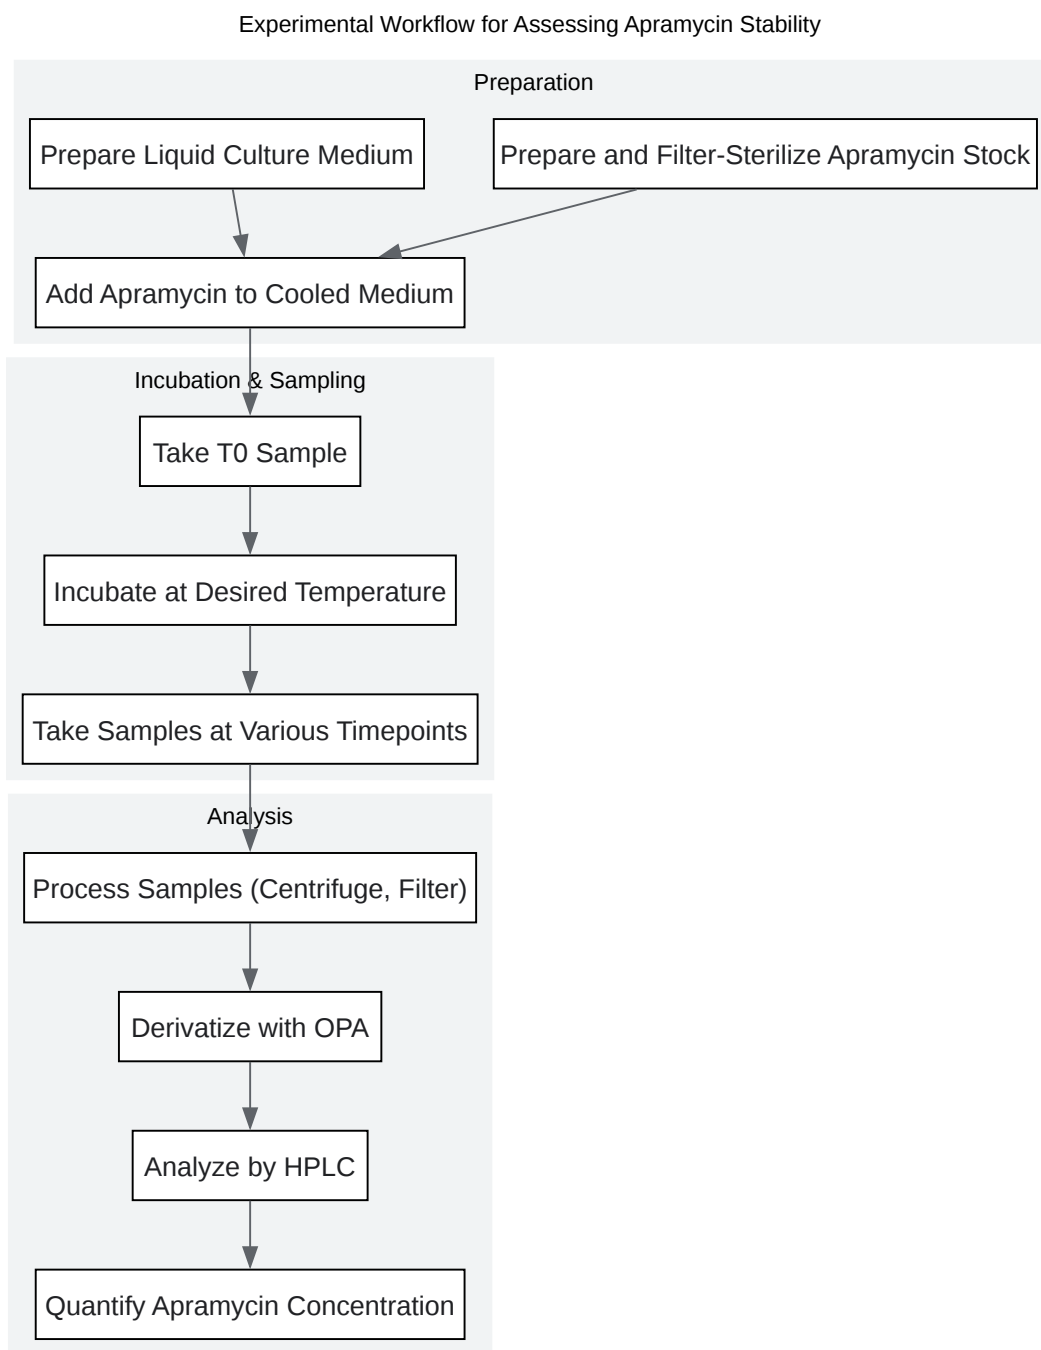 Experimental Workflow for Assessing Apramycin Stability
Preparation
Prepare Liquid Culture Medium
Prepare and Filter-Sterilize Apramycin Stock
Add Apramycin to Cooled Medium
Incubation & Sampling
Take T0 Sample
Incubate at Desired Temperature
Take Samples at Various Timepoints
Analysis
Process Samples (Centrifuge, Filter)
Derivatize with OPA
Analyze by HPLC
Quantify Apramycin Concentration